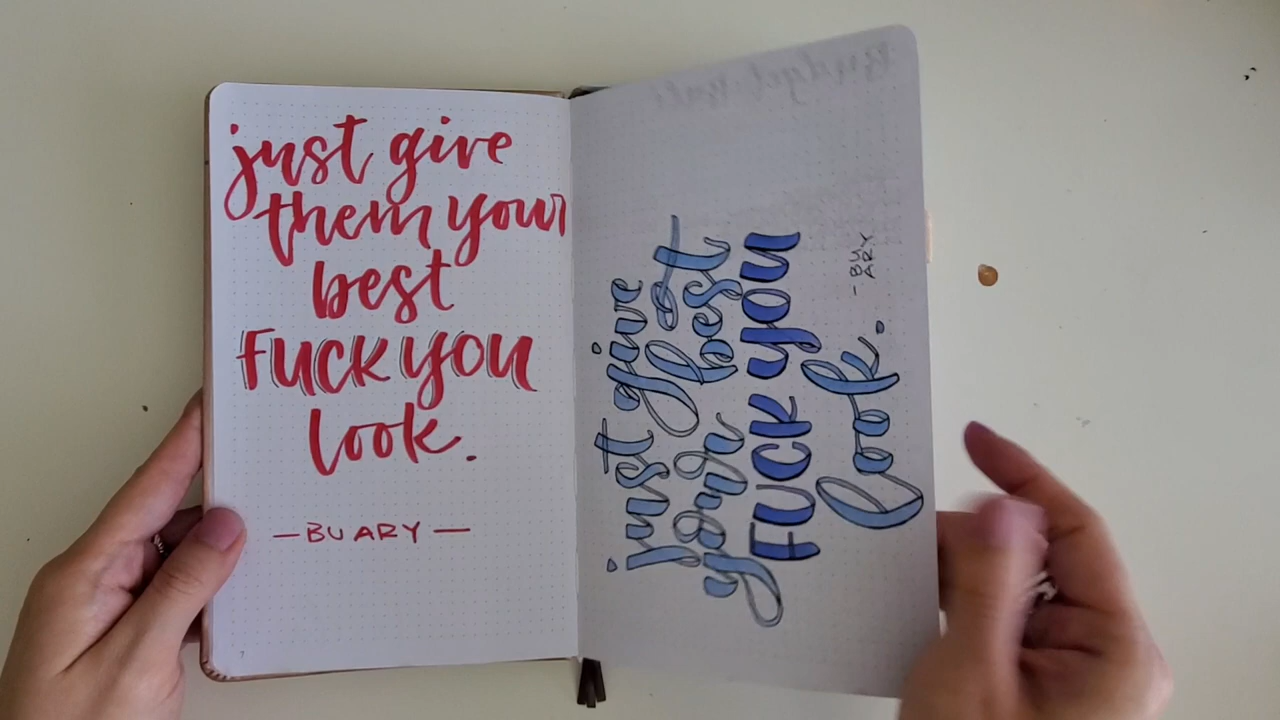 just give
them your
best
FUCK YOU
look.
—BUARY—
just give
your best
FUCK YOU
look.
-BU
ARY